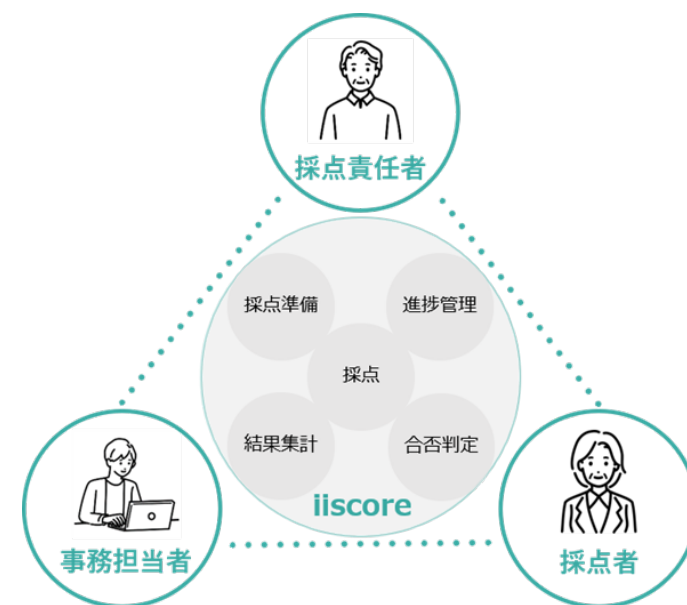 採点責任者
採点準備
進捗管理
採点
結果集計
合否判定
iiscore
事務担当者
採点者